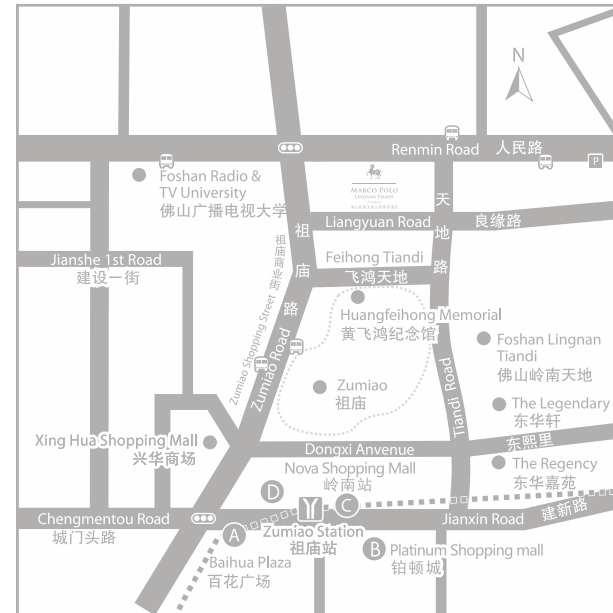 N
Renmin Road 人民路
P
Foshan Radio &
TV University
佛山广播电视大学
MARCO POLO
LINGNAN TIANDI
天地路
祖庙路
Liangyuan Road 良缘路
祖庙商业街
Zumiao Shopping Street
Feihong Tiandi
飞鸿天地
Jianshe 1st Road
建设一街
Huangfeihong Memorial
黄飞鸿纪念馆
Zumiao Road
Tiandi Road
Foshan Lingnan
Tiandi
佛山岭南天地
Zumiao
祖庙
The Legendary
东华轩
Xing Hua Shopping Mall
兴华商场
Dongxi Anvenue 东熙里
Nova Shopping Mall
岭南站
The Regency
东华嘉苑
D
C
Chengmentou Road
城门头路
Jianxin Road 建新路
A
Zumiao Station
祖庙站
B
Platinum Shopping mall
铂顿城
Baihua Plaza
百花广场